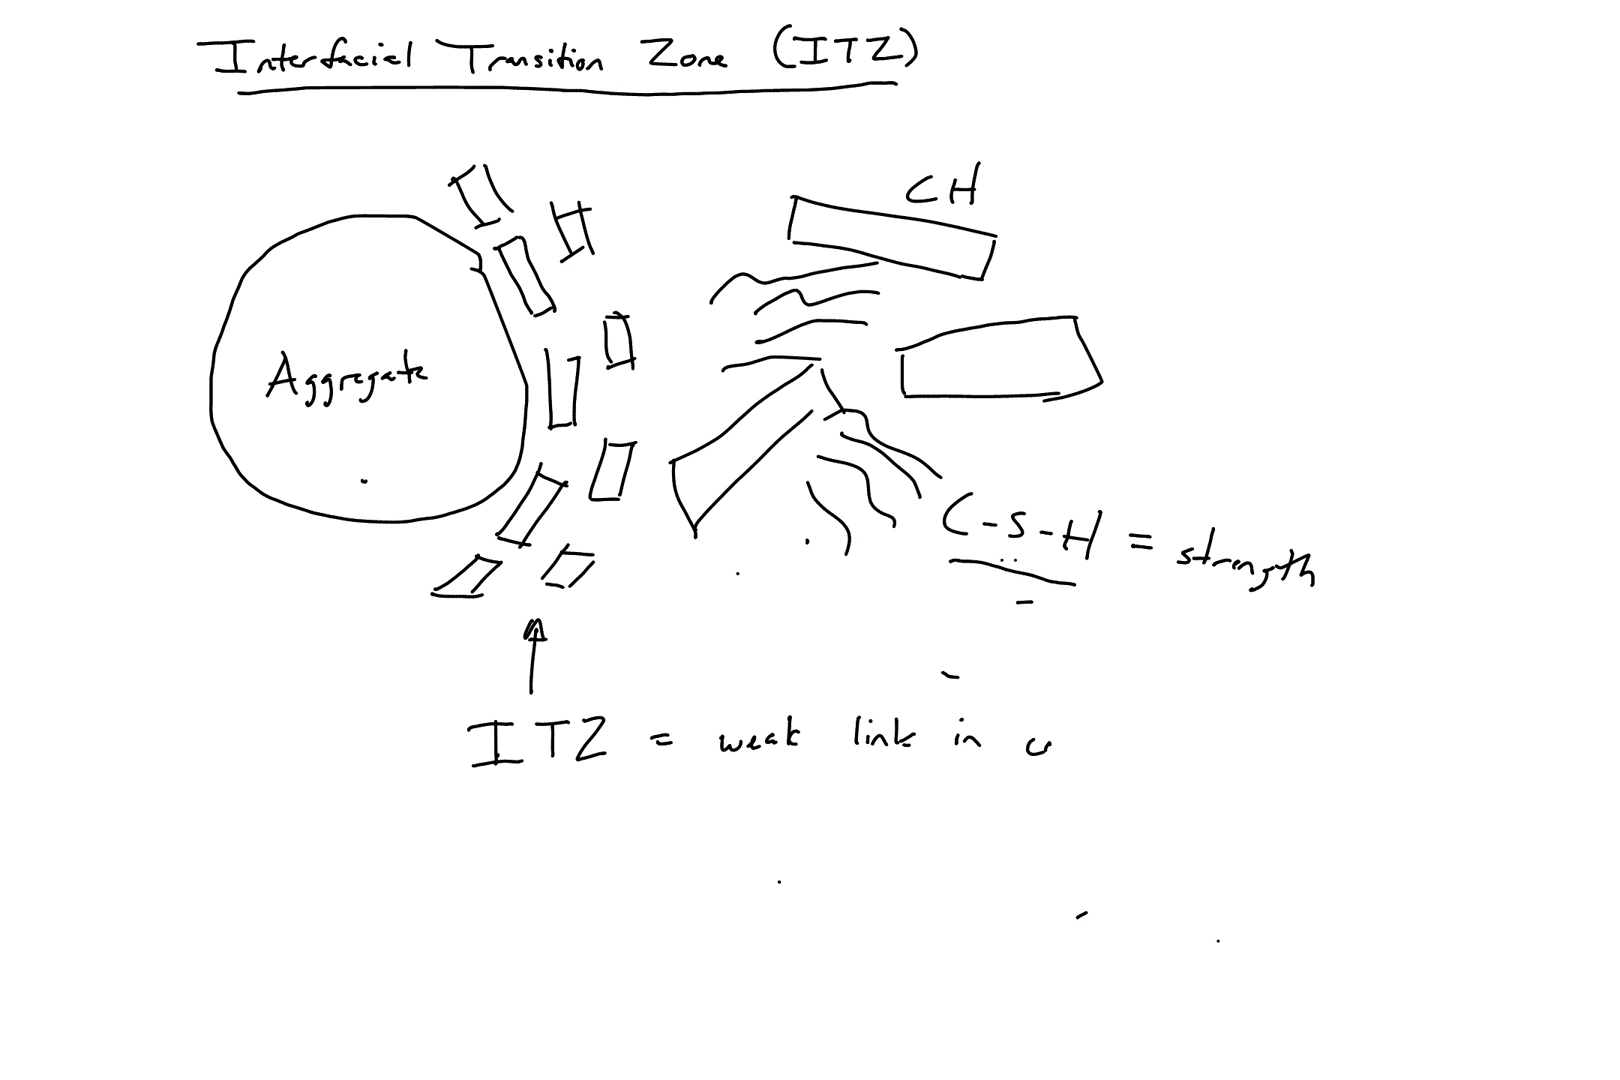 Interfacial Transition Zone (ITZ)
CH
Aggregate
C-S-H = strength
ITZ = weak link in